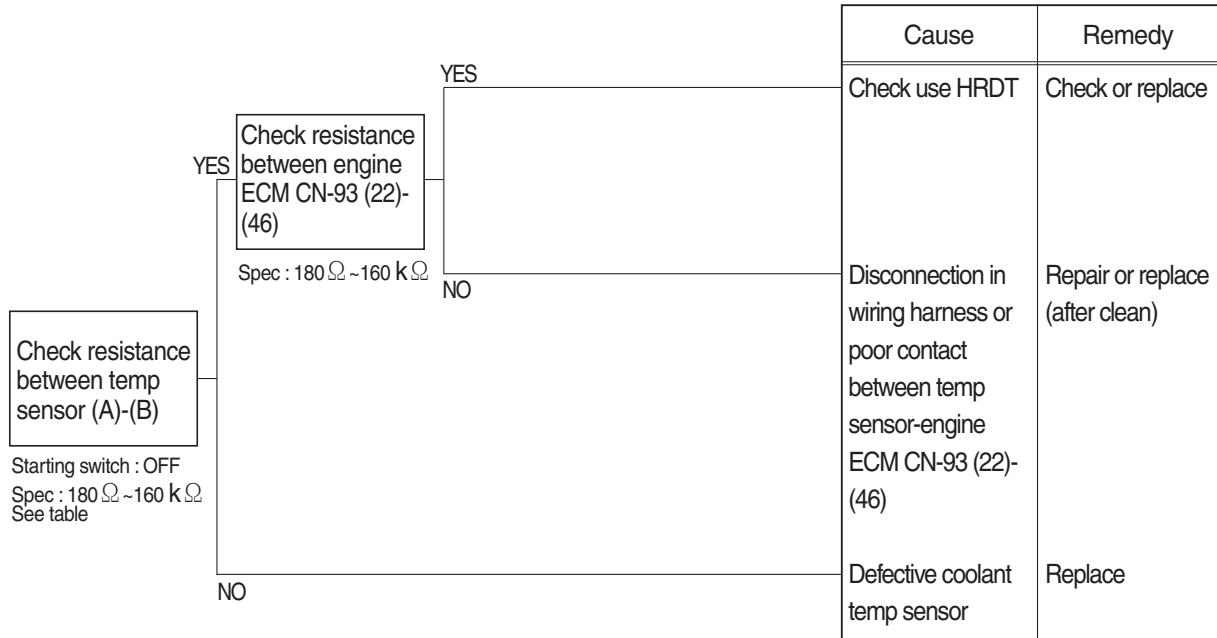 Cause Remedy
YES
Check use HRDT Check or replace
YES
Check resistance
between engine
ECM CN-93 (22)-
(46)
Spec : 180 Ω ~160 kΩ
NO
Disconnection in
wiring harness or
poor contact
between temp
sensor-engine
ECM CN-93 (22)-
(46)
Repair or replace
(after clean)
Check resistance
between temp
sensor (A)-(B)
Starting switch : OFF
Spec : 180 Ω ~160 kΩ
See table
NO
Defective coolant
temp sensor
Replace